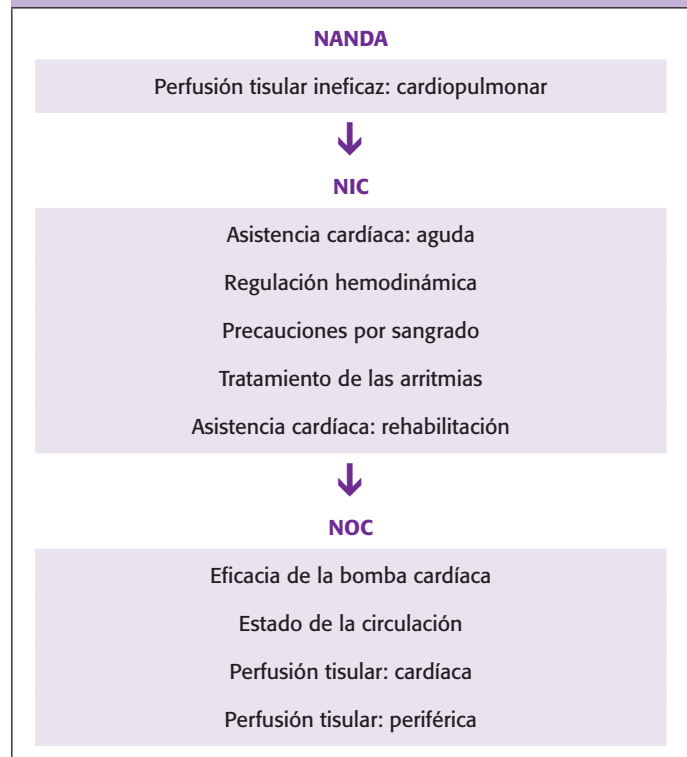 NANDA
Perfusión tisular ineficaz: cardiopulmonar
NIC
Asistencia cardíaca: aguda
Regulación hemodinámica
Precauciones por sangrado
Tratamiento de las arritmias
Asistencia cardíaca: rehabilitación
NOC
Eficacia de la bomba cardíaca
Estado de la circulación
Perfusión tisular: cardíaca
Perfusión tisular: periférica